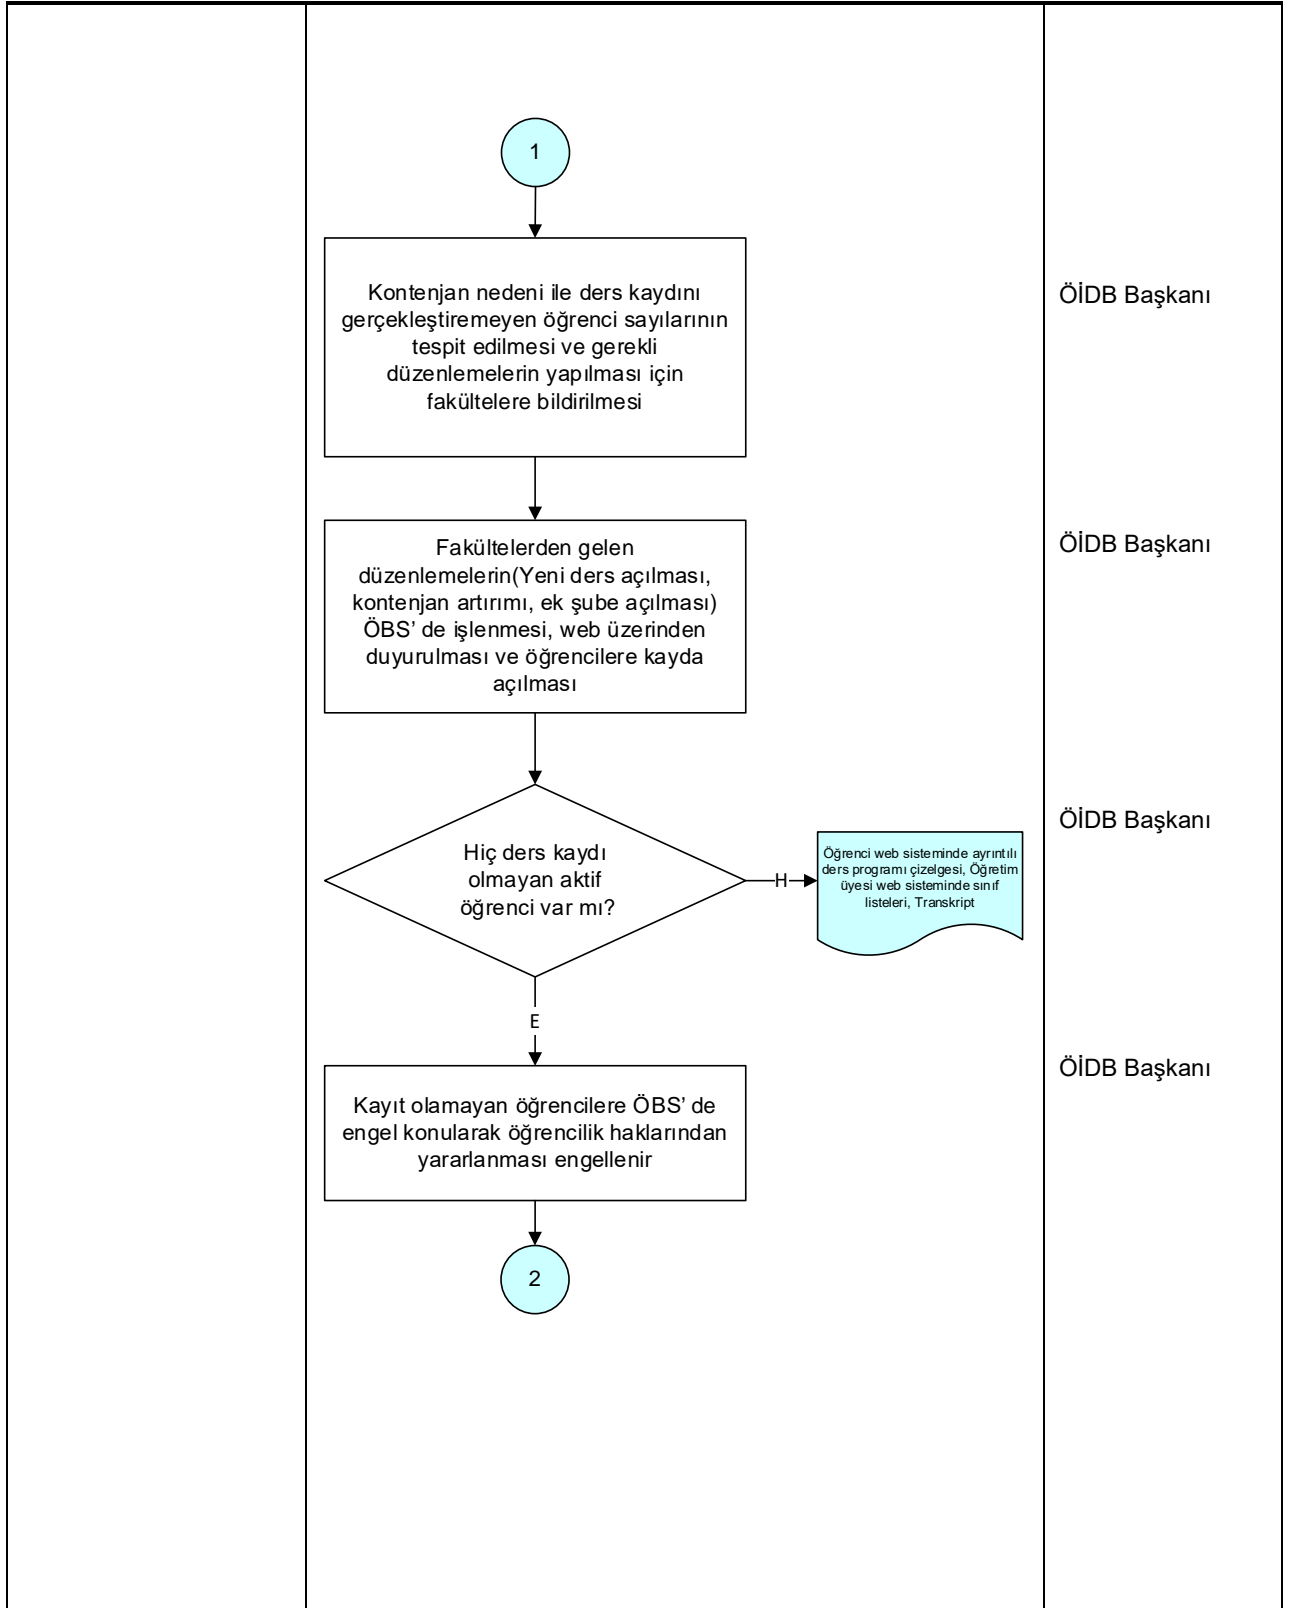 1
Kontenjan nedeni ile ders kaydını
gerçekleştiremeyen öğrenci sayılarının
tespit edilmesi ve gerekli
düzenlemelerin yapılması için
fakültelere bildirilmesi
ÖİDB Başkanı
Fakültelerden gelen
düzenlemelerin(Yeni ders açılması,
kontenjan artırımı, ek şube açılması)
ÖBS’ de işlenmesi, web üzerinden
duyurulması ve öğrencilere kayda
açılması
ÖİDB Başkanı
Hiç ders kaydı
olmayan aktif
öğrenci var mı?
H
Öğrenci web sisteminde ayrıntılı
ders programı çizelgesi, Öğretim
üyesi web sisteminde sınıf
listeleri, Transkript
ÖİDB Başkanı
E
Kayıt olamayan öğrencilere ÖBS’ de
engel konularak öğrencilik haklarından
yararlanması engellenir
ÖİDB Başkanı
2